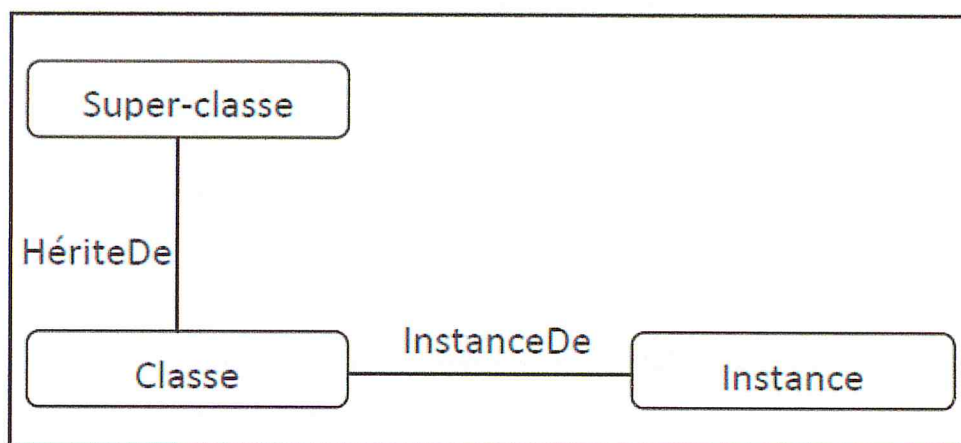 Super-classe
HériteDe
InstanceDe
Classe
Instance